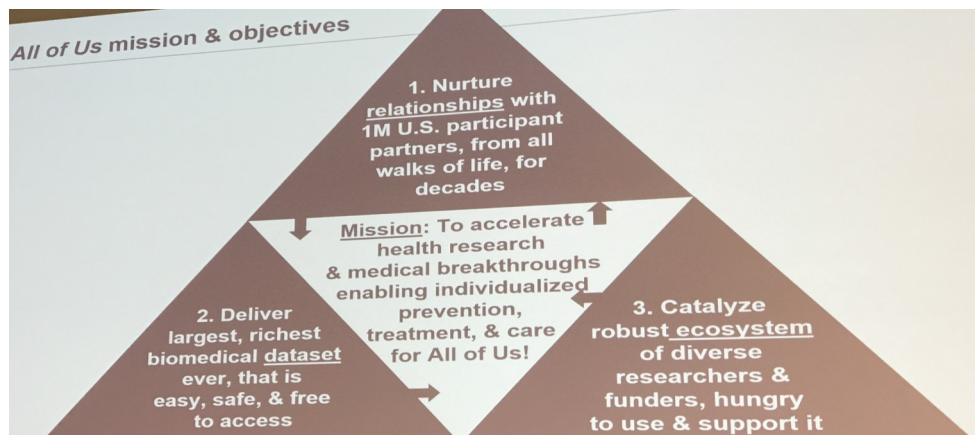 All of Us mission & objectives
1. Nurture
relationships with
1M U.S. participant
partners, from all
walks of life, for
decades
Mission: To accelerate
health research
& medical breakthroughs
enabling individualized
prevention,
treatment, & care
for All of Us!
2. Deliver
largest, richest
biomedical dataset
ever, that is
easy, safe, & free
to access
3. Catalyze
robust ecosystem
of diverse
researchers &
funders, hungry
to use & support it